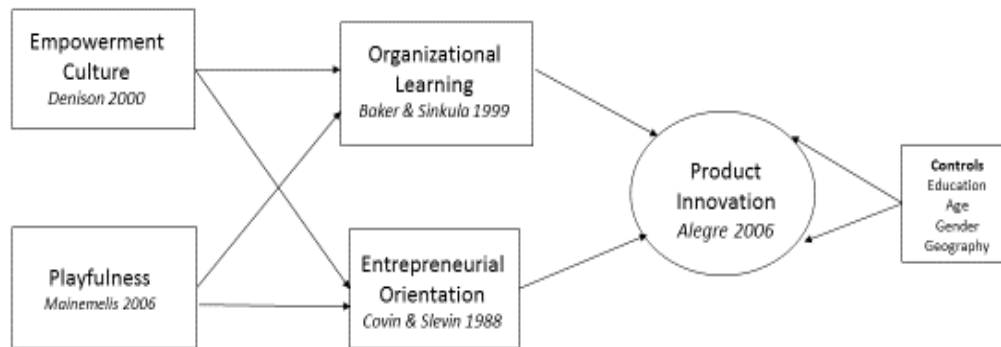 Empowerment
Culture
Denison 2000
Organizational
Learning
Baker & Sinkula 1999
Product
Innovation
Alegre 2006
Controls
Education
Age
Gender
Geography
Playfulness
Mainemelis 2006
Entrepreneurial
Orientation
Covin & Slevin 1988